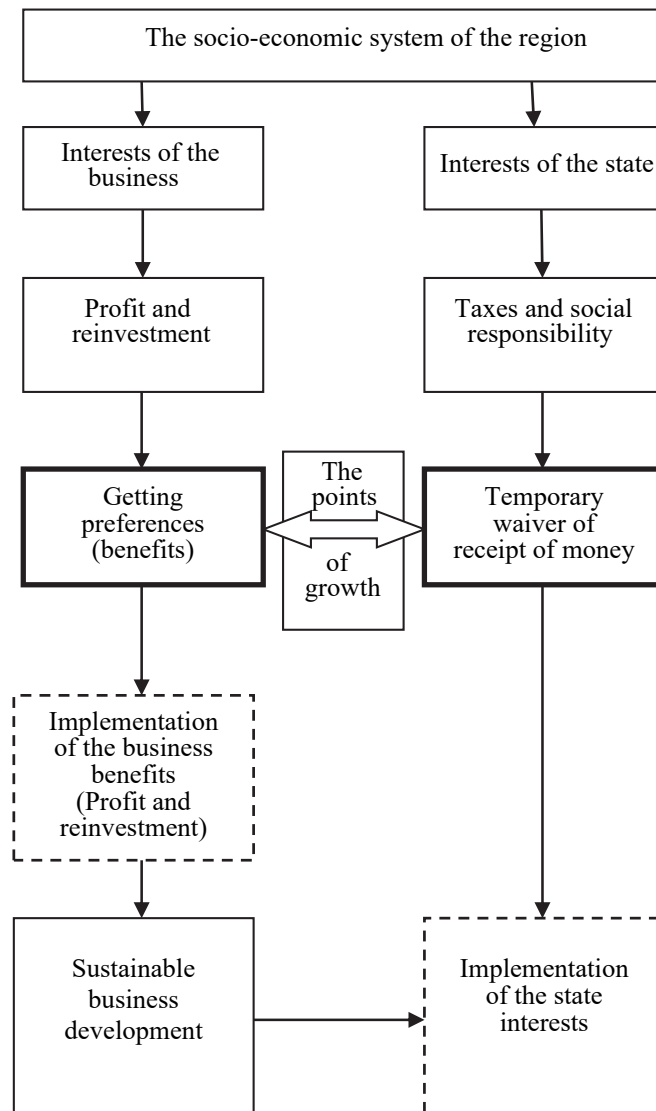 The socio-economic system of the region
Interests of the
business
Interests of the state
Profit and
reinvestment
Taxes and social
responsibility
Getting
preferences
(benefits)
The
points
of
growth
Temporary
waiver of
receipt of money
Implementation
of the business
benefits
(Profit and
reinvestment)
Sustainable
business
development
Implementation
of the state
interests